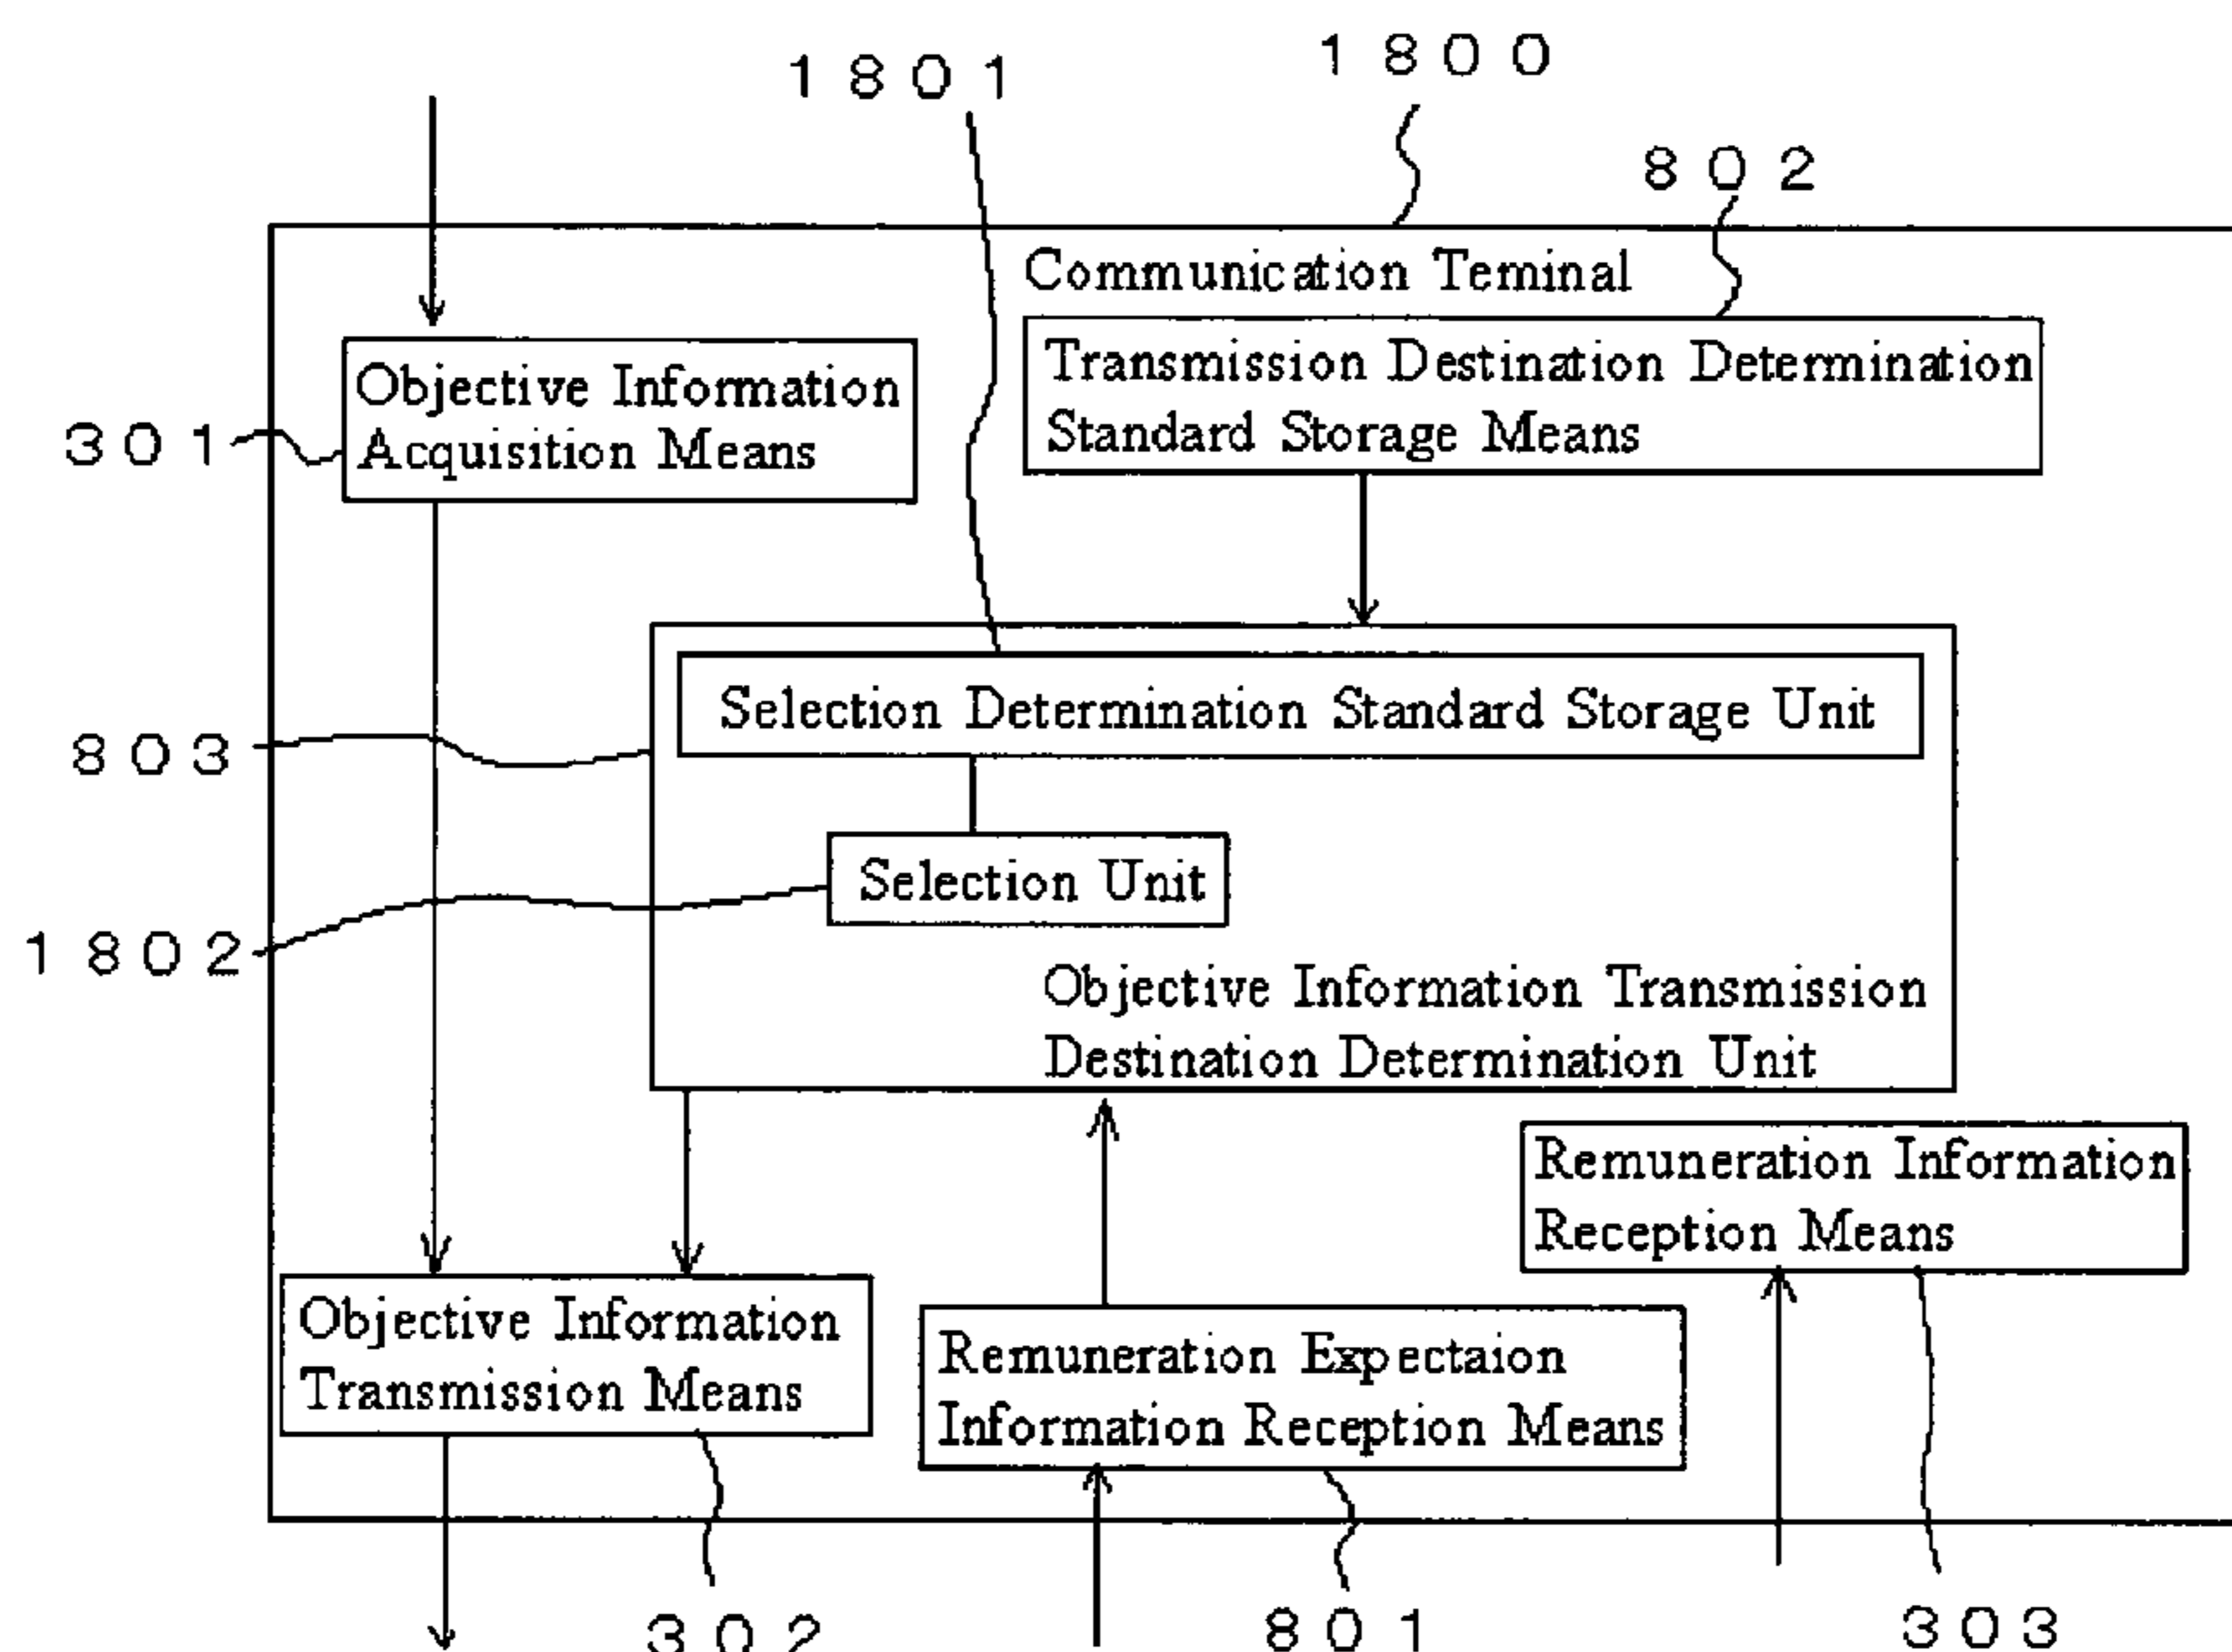 1800
1801
802
Communication Teminal
Transmission Destination Determination
Standard Storage Means
Objective Information
Acquisition Means
301
Selection Determination Standard Storage Unit
803
Selection Unit
1802
Objective Information Transmission
Destination Determination Unit
Remuneration Information
Reception Means
Objective Information
Transmission Means
Remuneration Expectaion
Information Reception Means
302
801
303